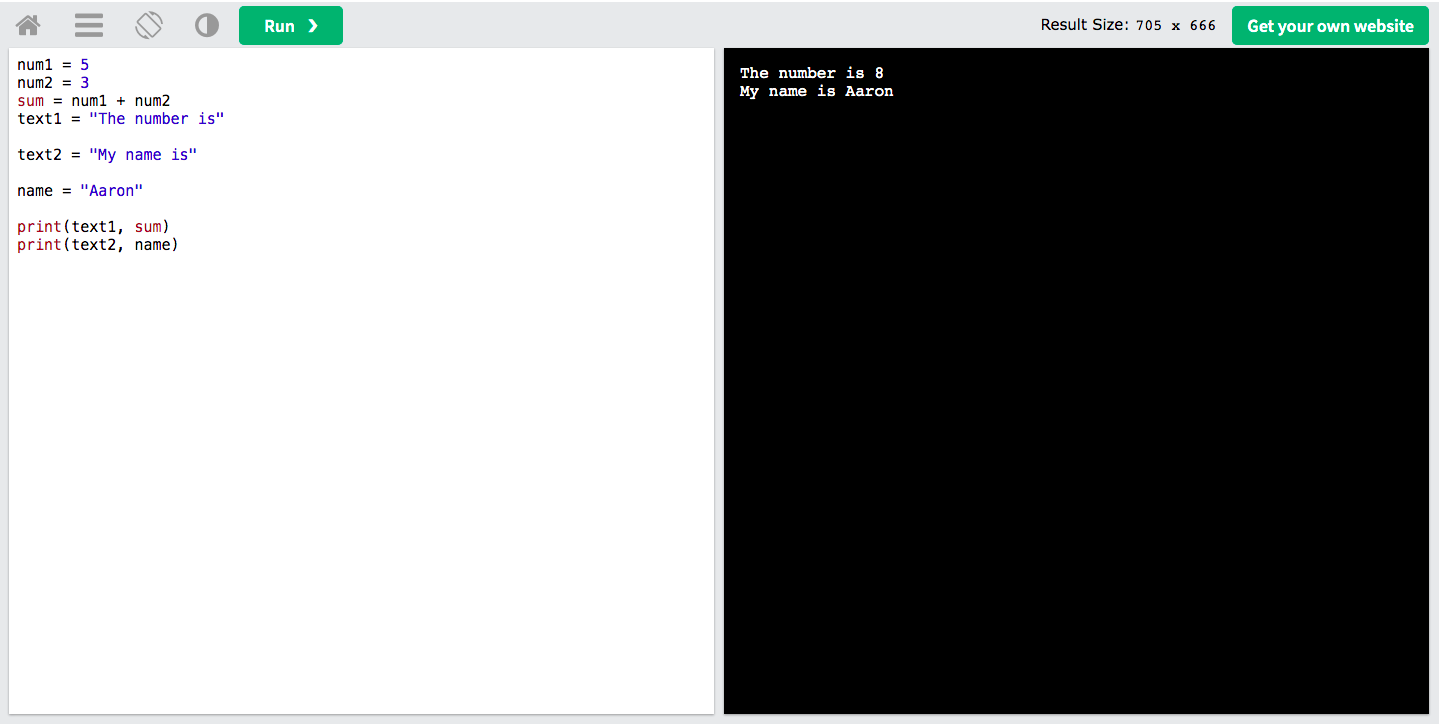 Run ❯
Result Size: 705 x 666
Get your own website
num1 = 5
num2 = 3
sum = num1 + num2
text1 = "The number is"
text2 = "My name is"
name = "Aaron"
print(text1, sum)
print(text2, name)
The number is 8
My name is Aaron